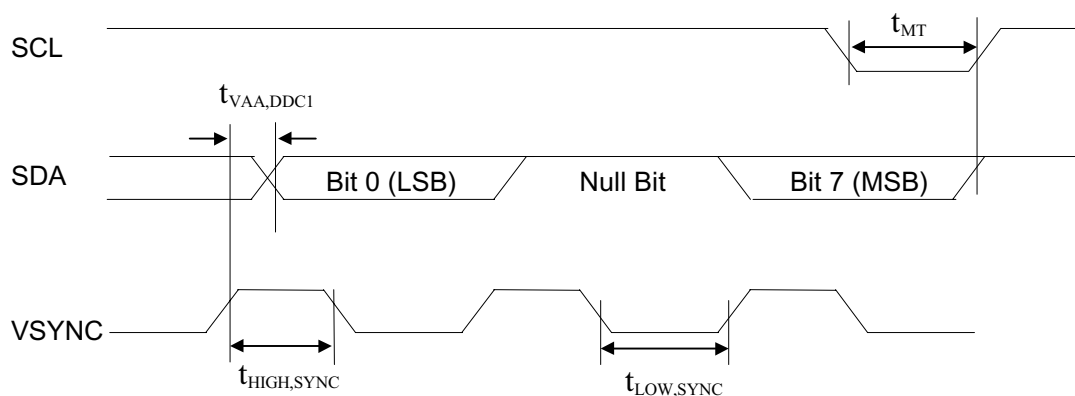 SCL
tMT
tVAA,DDC1
SDA
Bit 0 (LSB)
Null Bit
Bit 7 (MSB)
VSYNC
tHIGH,SYNC
tLOW,SYNC